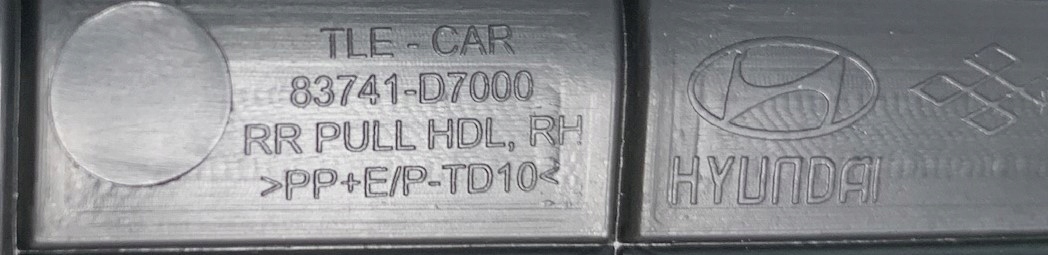 TLE - CAR
83741-D7000
RR PULL HDL, RH
>PP+E/P-TD10<
HYUNDAI